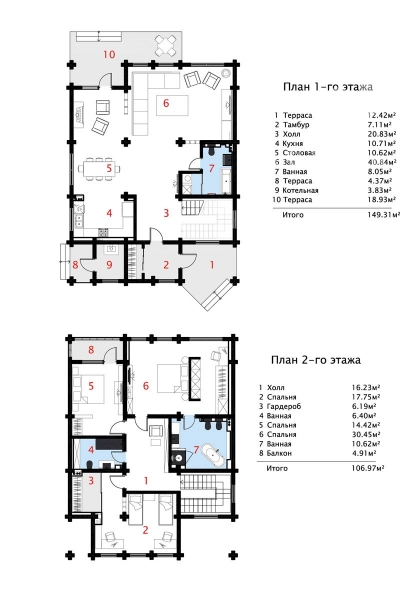 План 1-го этажа
1 Терраса 12.42м²
2 Тамбур 7.11м²
3 Холл 20.83м²
4 Кухня 10.71м²
5 Столовая 10.62м²
6 Зал 40.84м²
7 Ванная 8.05м²
8 Терраса 4.37м²
9 Котельная 3.83м²
10 Терраса 18.93м²
Итого 149.31м²
10
6
7
5
4
3
8
9
2
1
План 2-го этажа
1 Холл 16.23м²
2 Спальня 17.75м²
3 Гардероб 6.19м²
4 Ванная 6.40м²
5 Спальня 14.42м²
6 Спальня 30.45м²
7 Ванная 10.62м²
8 Балкон 4.91м²
Итого 106.97м²
8
5
6
4
7
3
1
2